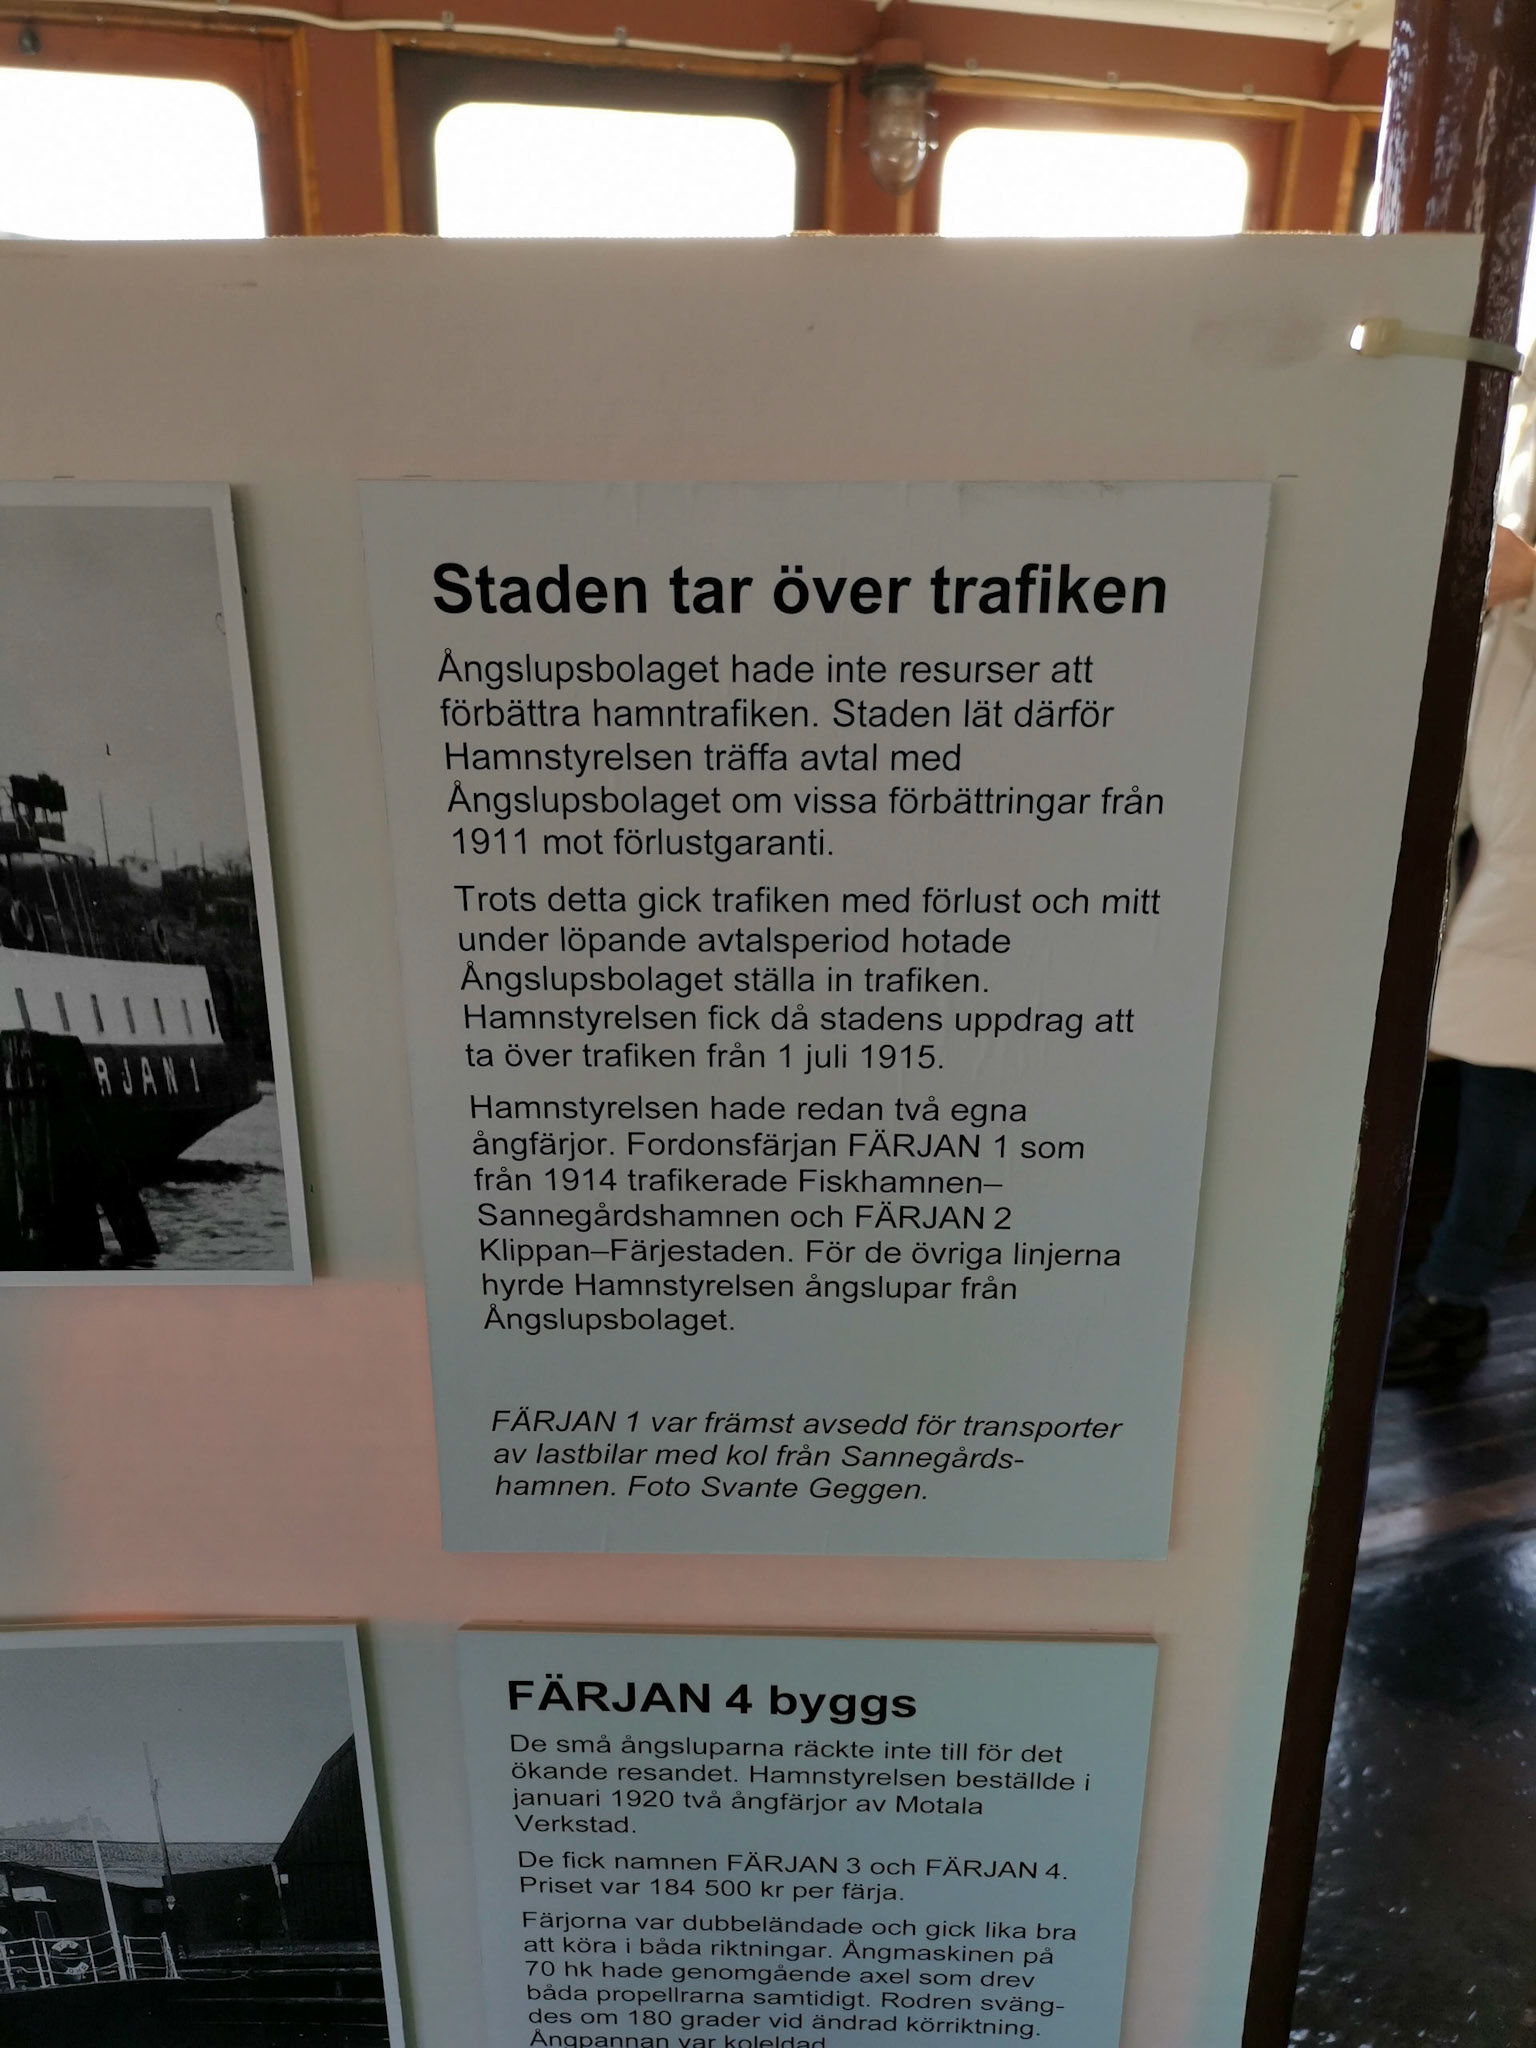 Staden tar över trafiken
Ångslupsbolaget hade inte resurser att
förbättra hamntrafiken. Staden lät därför
Hamnstyrelsen träffa avtal med
Ångslupsbolaget om vissa förbättringar från
1911 mot förlustgaranti.
Trots detta gick trafiken med förlust och mitt
under löpande avtalsperiod hotade
Ångslupsbolaget ställa in trafiken.
Hamnstyrelsen fick då stadens uppdrag att
ta över trafiken från 1 juli 1915.
Hamnstyrelsen hade redan två egna
ångfärjor. Fordonsfärjan FÄRJAN 1 som
från 1914 trafikerade Fiskhamnen–
Sannegårdshamnen och FÄRJAN 2
Klippan–Färjestaden. För de övriga linjerna
hyrde Hamnstyrelsen ångslupar från
Ångslupsbolaget.
FÄRJAN 1 var främst avsedd för transporter
av lastbilar med kol från Sannegårds-
hamnen. Foto Svante Geggen.
RJAN 1
FÄRJAN 4 byggs
De små ångsluparna räckte inte till för det
ökande resandet. Hamnstyrelsen beställde i
januari 1920 två ångfärjor av Motala
Verkstad.
De fick namnen FÄRJAN 3 och FÄRJAN 4.
Priset var 184 500 kr per färja.
Färjorna var dubbeländade och gick lika bra
att köra i båda riktningar. Ångmaskinen på
70 hk hade genomgående axel som drev
båda propellrarna samtidigt. Rodren sväng-
des om 180 grader vid ändrad körriktning.
Ångpannan var koleldad